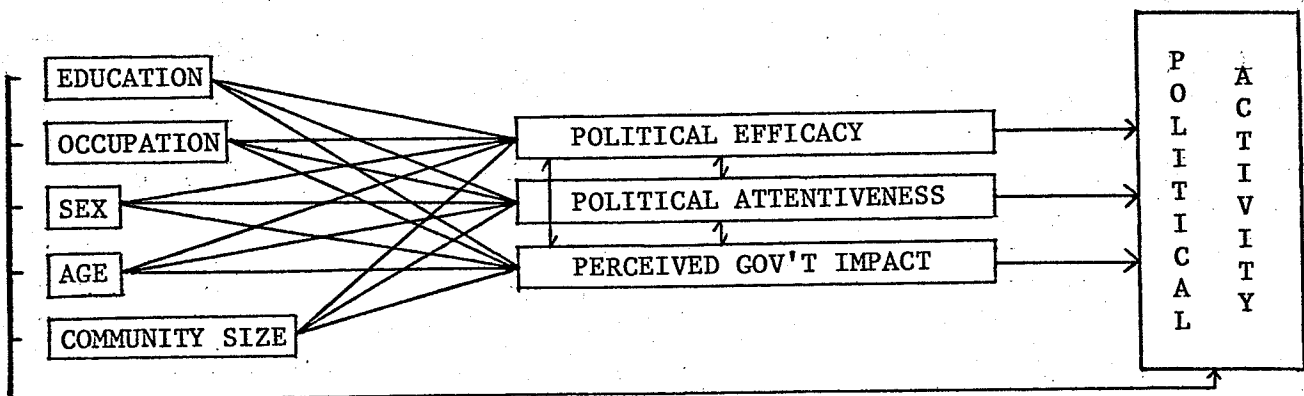 EDUCATION
OCCUPATION
SEX
AGE
COMMUNITY SIZE
POLITICAL EFFICACY
POLITICAL ATTENTIVENESS
PERCEIVED GOV'T IMPACT
POLITICAL
ACTIVITY